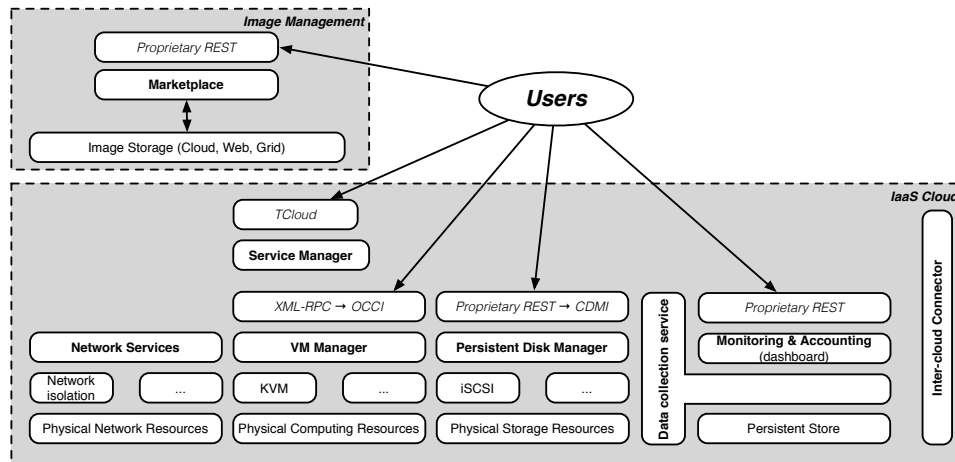 Image Management
Proprietary REST
Marketplace
Image Storage (Cloud, Web, Grid)
Users
IaaS Cloud
TCloud
Service Manager
XML-RPC → OCCI
Proprietary REST → CDMI
Proprietary REST
Network Services
VM Manager
Persistent Disk Manager
Monitoring & Accounting
(dashboard)
Network
isolation
...
KVM
...
iSCSI
...
Physical Network Resources
Physical Computing Resources
Physical Storage Resources
Data collection service
Persistent Store
Inter-cloud Connector